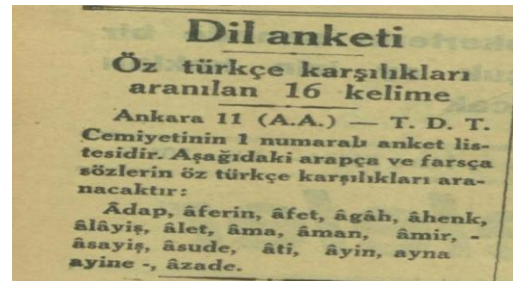 Dil anketi
Öz türkçe karşılıkları
aranılan 16 kelime
Ankara 11 (A.A.) — T. D. T.
Cemiyetinin 1 numaralı anket lis-
tesidir. Aşağıdaki arapça ve farsça
sözlerin öz türkçe karşılıkları ara-
nacaktır:
Âdap, âferin, âfet, âgâh, âhenk,
âlâyiş, âlet, âma, âman, âmir, -
âsayiş, âsude, âti, âyin, ayna
ayine -, âzade.